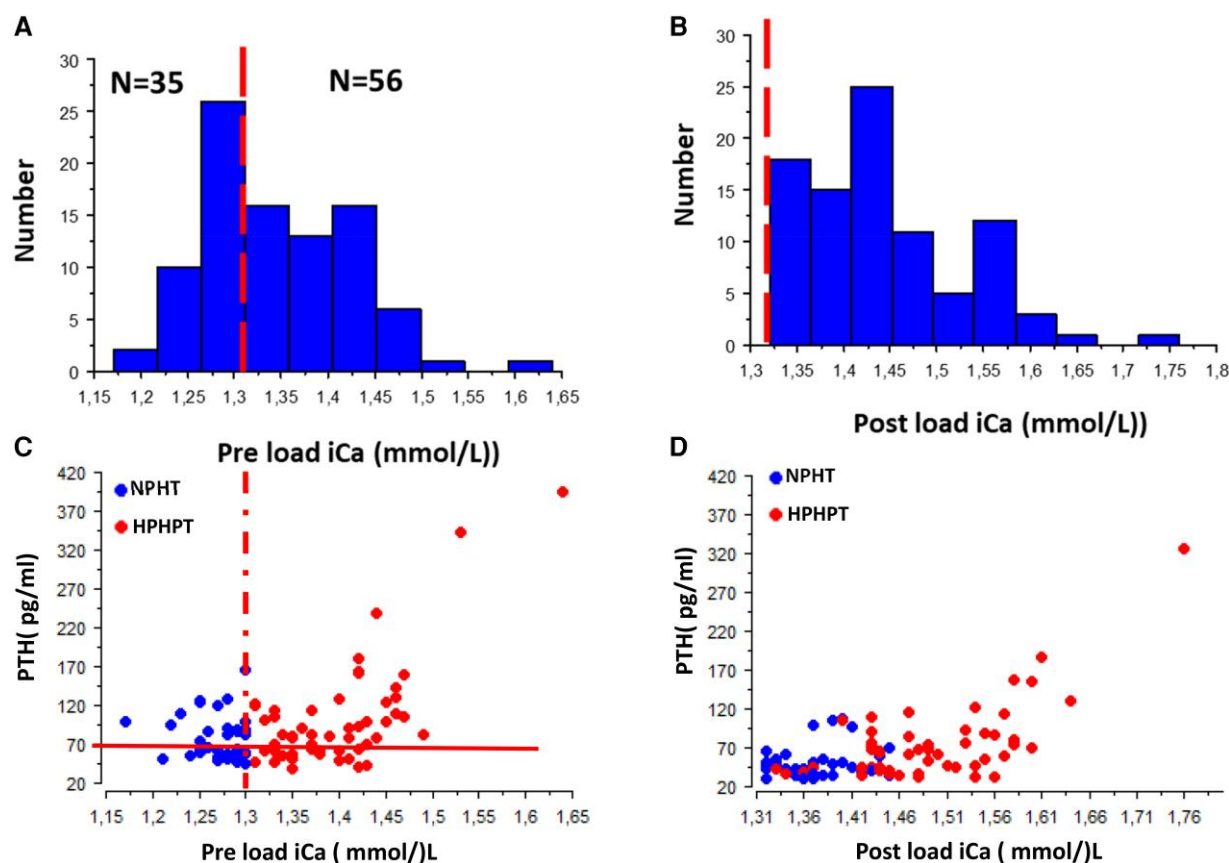 A
N=35
N=56
Number
30
25
20
15
10
5
0
1,15 1,2 1,25 1,3 1,35 1,4 1,45 1,5 1,55 1,6 1,65
Pre load iCa (mmol/L))
B
Number
30
25
20
15
10
5
0
1,3 1,35 1,4 1,45 1,5 1,55 1,6 1,65 1,7 1,75 1,8
Post load iCa (mmol/L))
C
NPHT
HPHPT
PTH( pg/ml)
420
370
320
270
220
170
120
70
20
1,15 1,2 1,25 1,3 1,35 1,4 1,45 1,5 1,55 1,6 1,65
Pre load iCa ( mmol/)L
D
NPHT
HPHPT
PTH( pg/ml)
420
370
320
270
220
170
120
70
20
1,31 1,36 1,41 1,46 1,51 1,56 1,61 1,66 1,71 1,76
Post load iCa ( mmol/)L